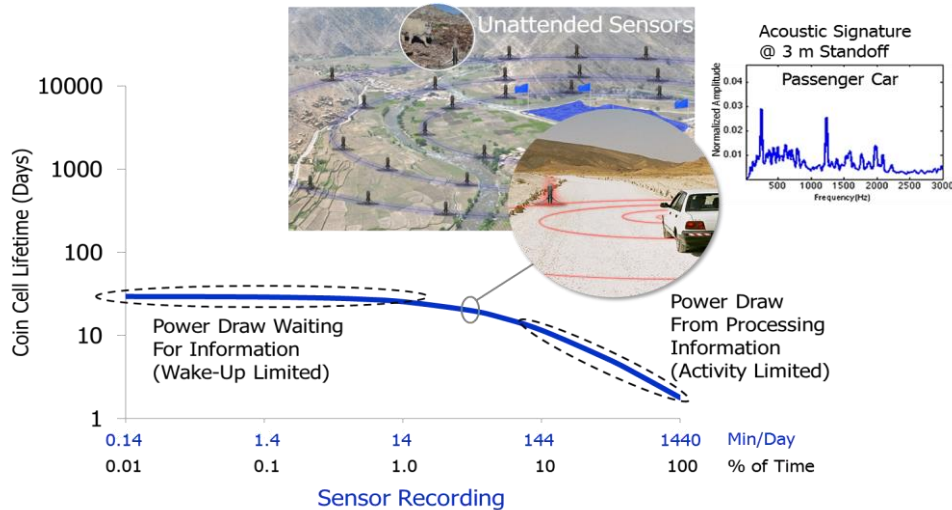 Unattended Sensors
Acoustic Signature
@ 3 m Standoff
Passenger Car
Normalized Amplitude
0.04
0.03
0.02
0.01
500 1000 1500 2000 2500 3000
Frequency(Hz)
Coin Cell Lifetime (Days)
10000
1000
100
10
1
Power Draw Waiting
For Information
(Wake-Up Limited)
Power Draw
From Processing
Information
(Activity Limited)
0.14 1.4 14 144 1440 Min/Day
0.01 0.1 1.0 10 100 % of Time
Sensor Recording